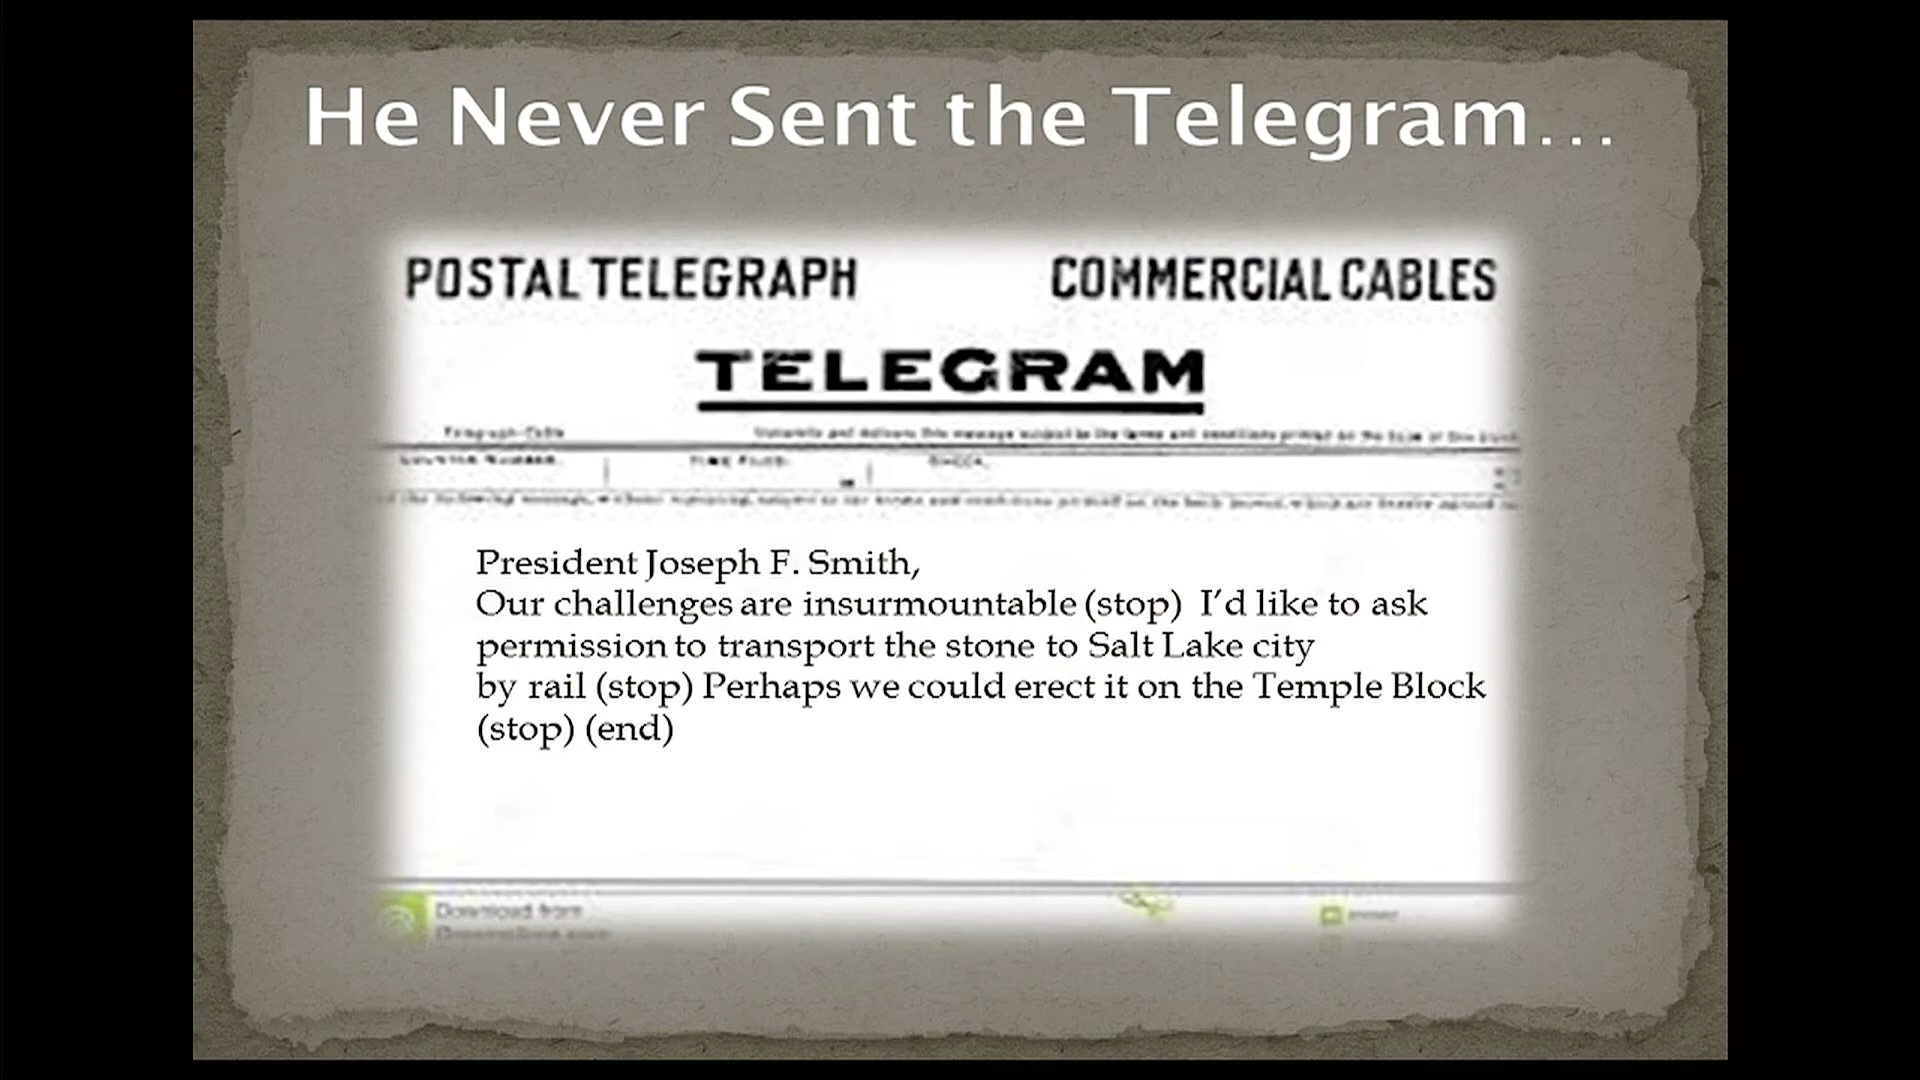 He Never Sent the Telegram...
POSTAL TELEGRAPH COMMERCIAL CABLES
TELEGRAM
President Joseph F. Smith,
Our challenges are insurmountable (stop) I'd like to ask
permission to transport the stone to Salt Lake city
by rail (stop) Perhaps we could erect it on the Temple Block
(stop) (end)
Download from